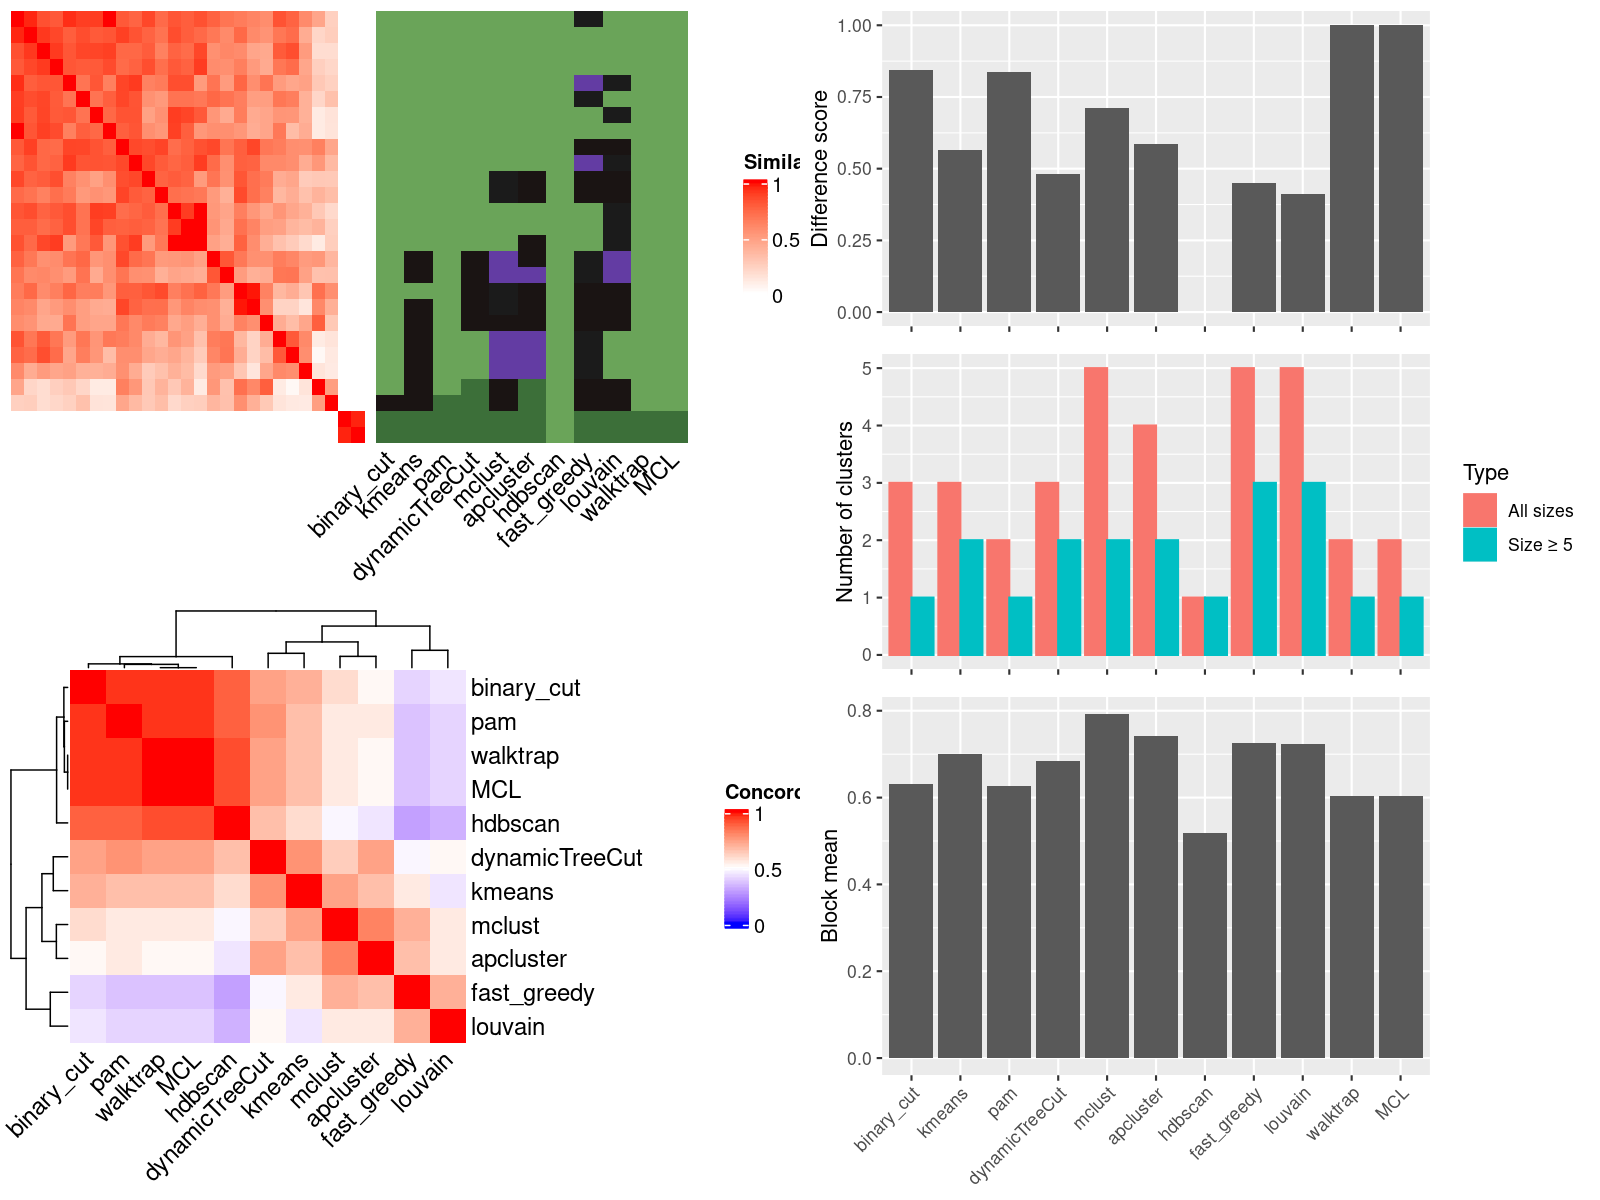 Simila
1
0.5
0
binary_cut
kmeans
pam
dynamicTreeCut
mclust
apcluster
hdbscan
fast_greedy
louvain
walktrap
MCL
binary_cut
pam
walktrap
MCL
hdbscan
dynamicTreeCut
kmeans
mclust
apcluster
fast_greedy
louvain
binary_cut
pam
walktrap
MCL
hdbscan
dynamicTreeCut
kmeans
mclust
apcluster
fast_greedy
louvain
Concord
1
0.5
0
Difference score
1.00
0.75
0.50
0.25
0.00
Number of clusters
5
4
3
2
1
0
Type
All sizes
Size ≥ 5
Block mean
0.8
0.6
0.4
0.2
0.0
binary_cut
kmeans
pam
dynamicTreeCut
mclust
apcluster
hdbscan
fast_greedy
louvain
walktrap
MCL